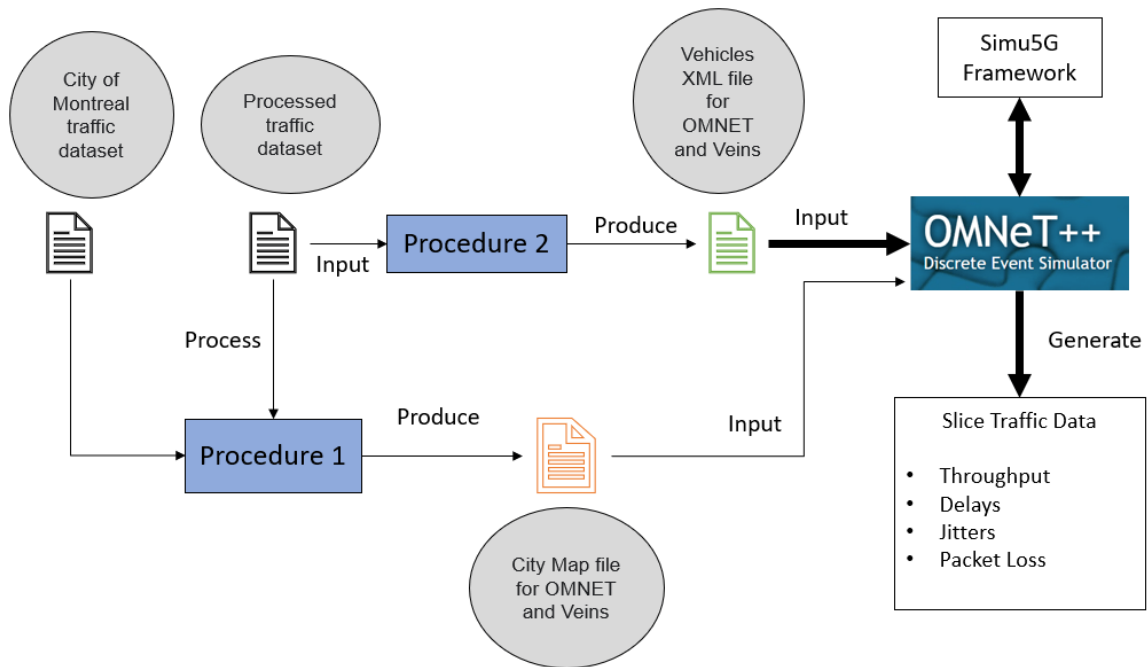 City of
Montreal
traffic
dataset
Processed
traffic
dataset
Vehicles
XML file
for
OMNET
and Veins
Simu5G
Framework
Input
Procedure 2
Produce
Input
OMNeT++
Discrete Event Simulator
Process
Generate
Procedure 1
Produce
Input
City Map file
for OMNET
and Veins
Slice Traffic Data
• Throughput
• Delays
• Jitters
• Packet Loss